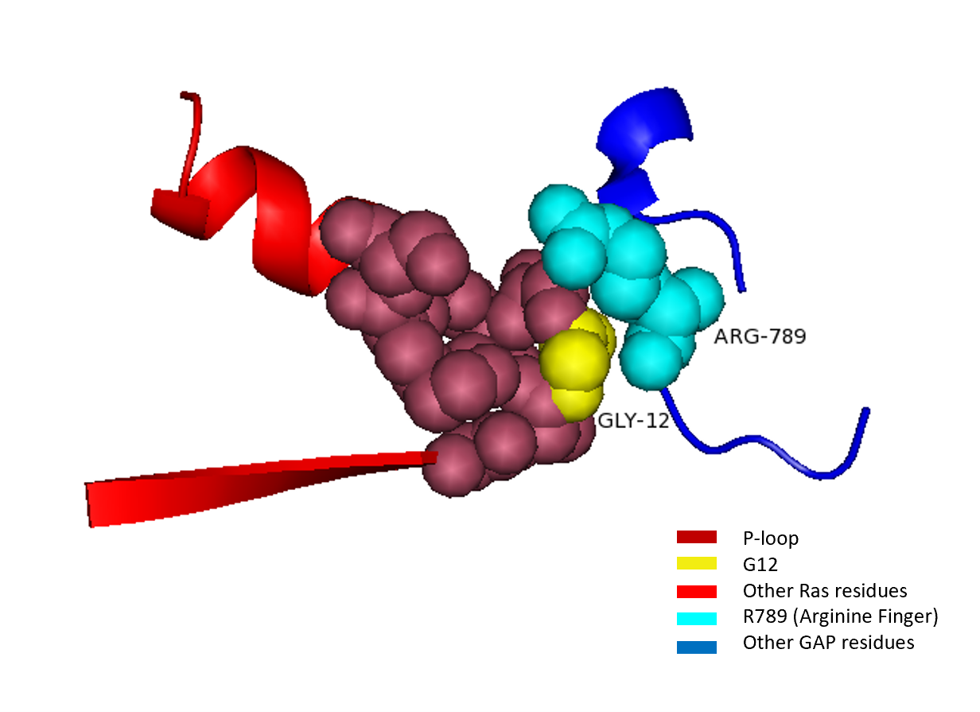 ARG-789
GLY-12
P-loop
G12
Other Ras residues
R789 (Arginine Finger)
Other GAP residues